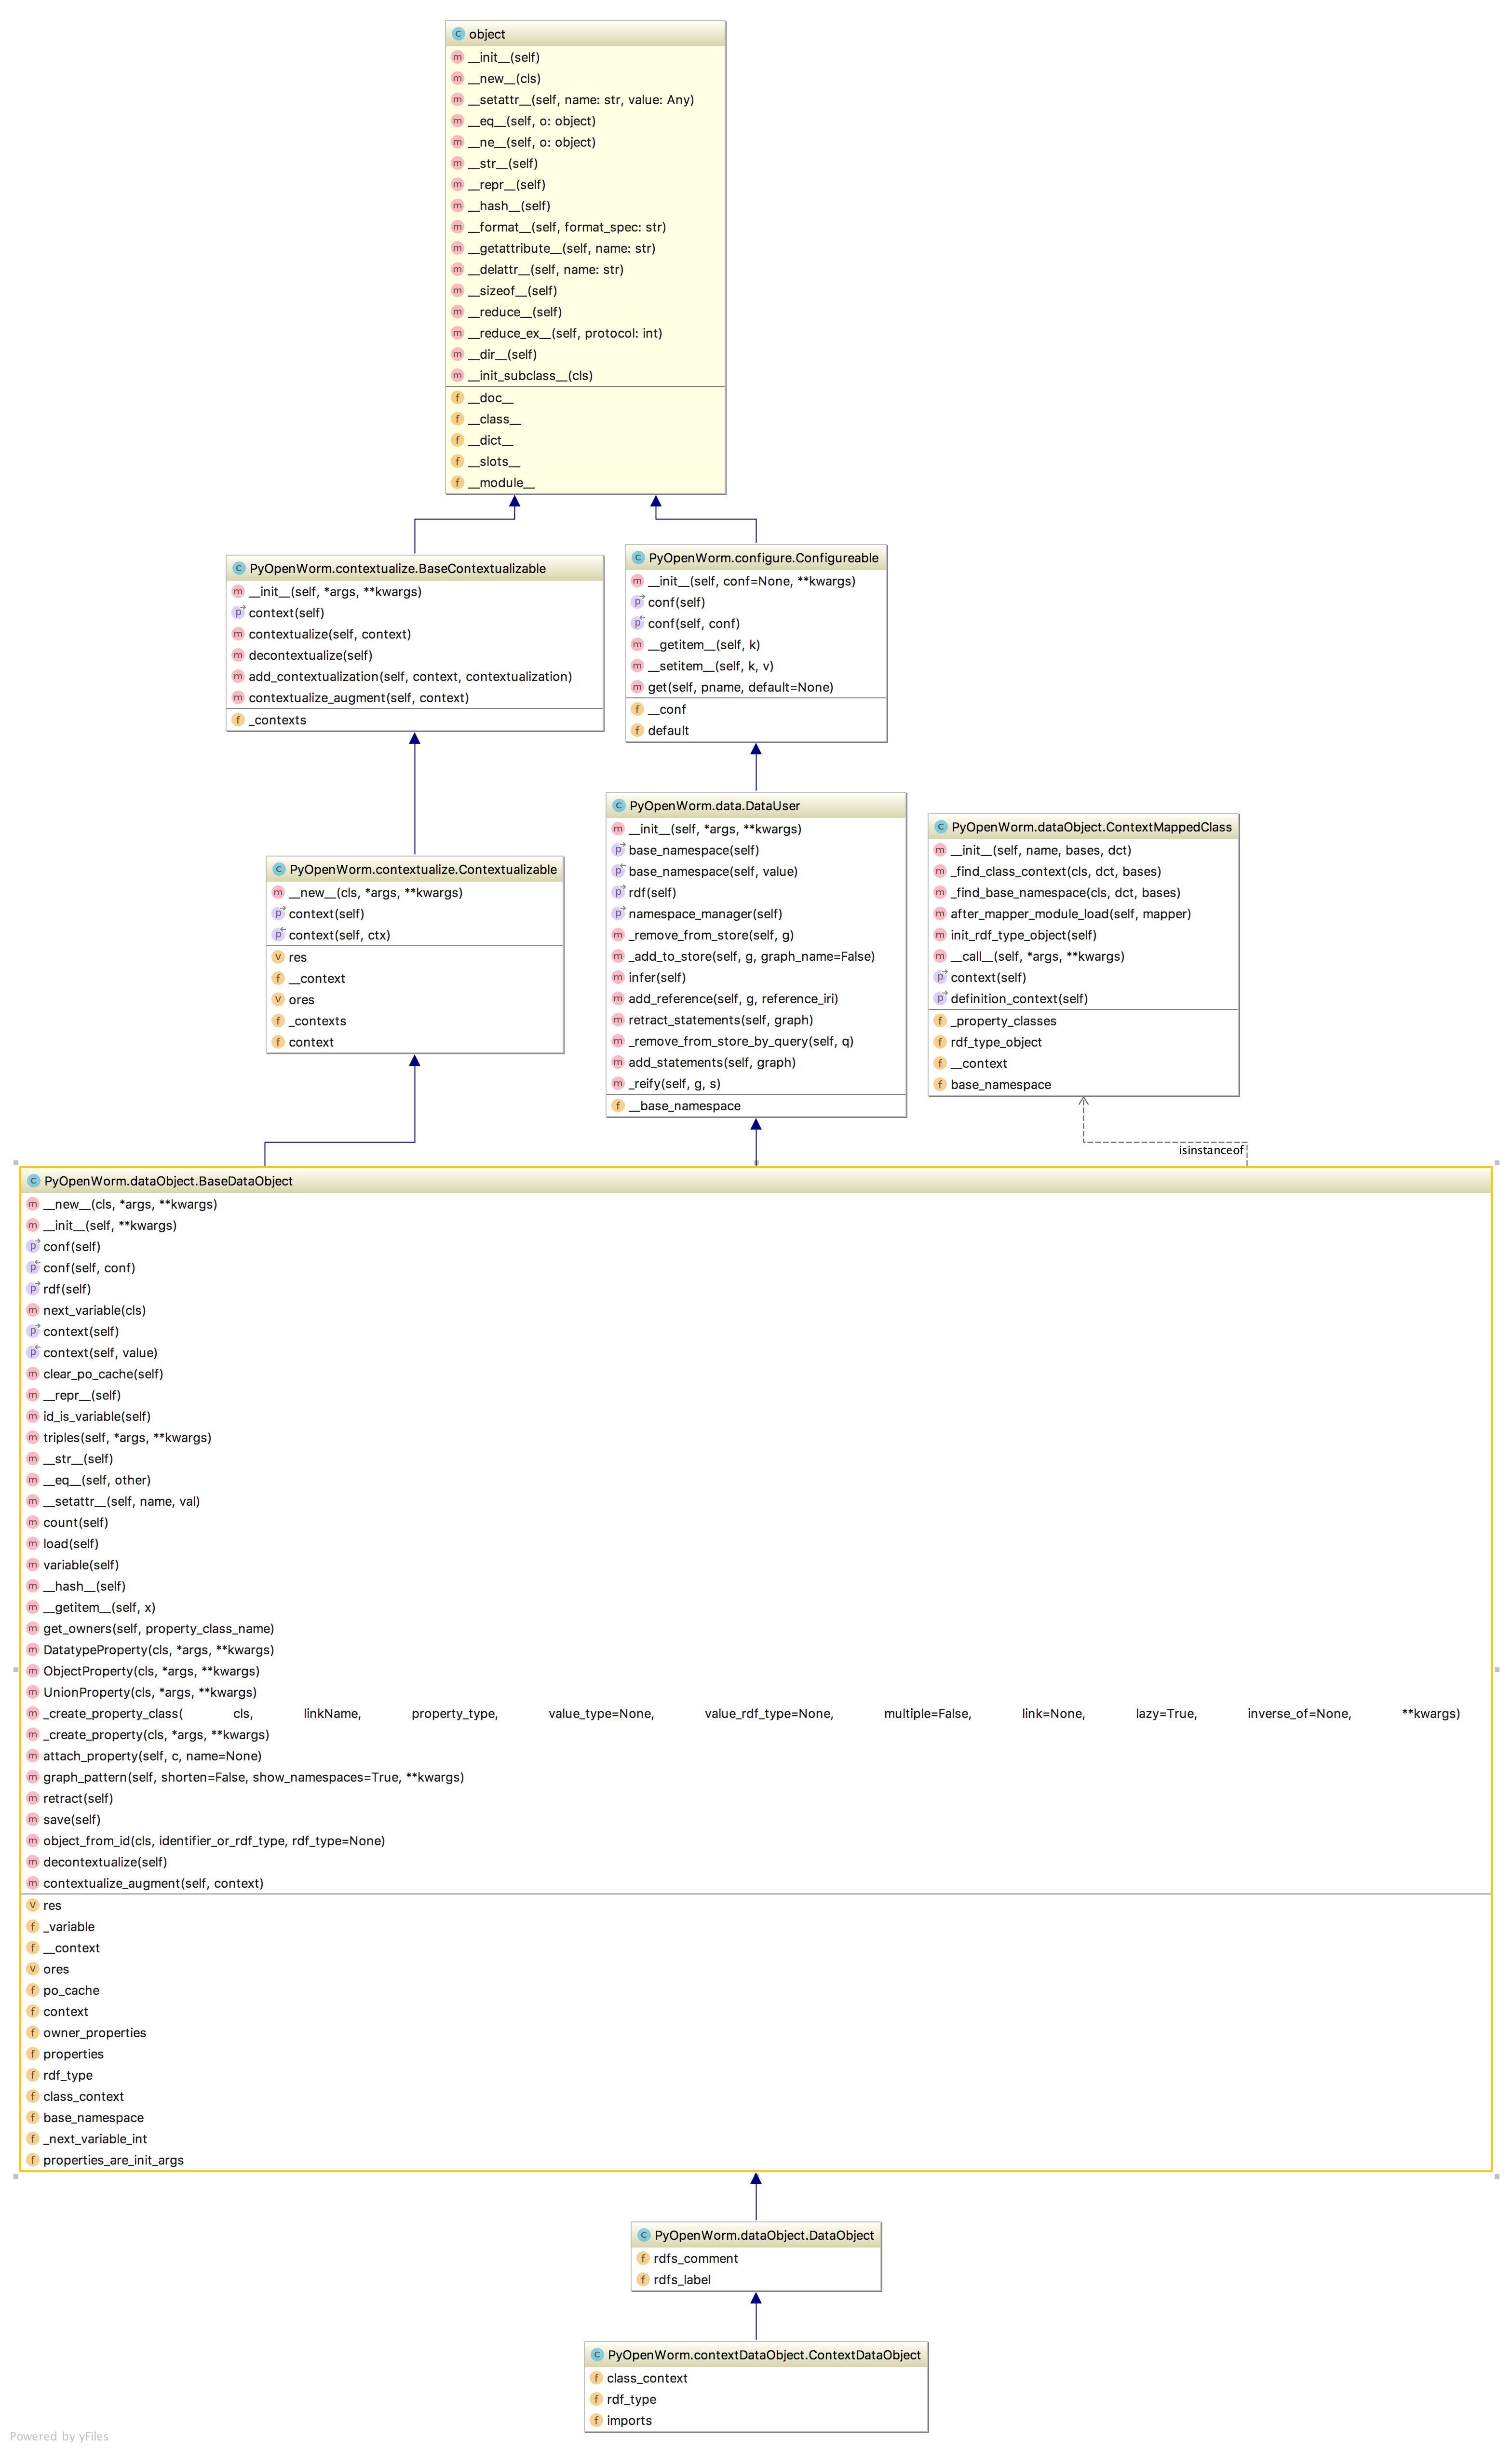 object
__init__(self)
__new__(cls)
__setattr__(self, name: str, value: Any)
__eq__(self, o: object)
__ne__(self, o: object)
__str__(self)
__repr__(self)
__hash__(self)
__format__(self, format_spec: str)
__getattribute__(self, name: str)
__delattr__(self, name: str)
__sizeof__(self)
__reduce__(self)
__reduce_ex__(self, protocol: int)
__dir__(self)
__init_subclass__(cls)
__doc__
__class__
__dict__
__slots__
__module__
PyOpenWorm.contextualize.BaseContextualizable
__init__(self, *args, **kwargs)
context(self)
contextualize(self, context)
decontextualize(self)
add_contextualization(self, context, contextualization)
contextualize_augment(self, context)
_contexts
PyOpenWorm.configure.Configureable
__init__(self, conf=None, **kwargs)
conf(self)
conf(self, conf)
__getitem__(self, k)
__setitem__(self, k, v)
get(self, pname, default=None)
__conf
default
PyOpenWorm.contextualize.Contextualizable
__new__(cls, *args, **kwargs)
context(self)
context(self, ctx)
res
__context
ores
_contexts
context
PyOpenWorm.data.DataUser
__init__(self, *args, **kwargs)
base_namespace(self)
base_namespace(self, value)
rdf(self)
namespace_manager(self)
_remove_from_store(self, g)
_add_to_store(self, g, graph_name=False)
infer(self)
add_reference(self, g, reference_iri)
retract_statements(self, graph)
_remove_from_store_by_query(self, q)
add_statements(self, graph)
_reify(self, g, s)
__base_namespace
PyOpenWorm.dataObject.ContextMappedClass
__init__(self, name, bases, dct)
_find_class_context(cls, dct, bases)
_find_base_namespace(cls, dct, bases)
after_mapper_module_load(self, mapper)
init_rdf_type_object(self)
__call__(self, *args, **kwargs)
context(self)
definition_context(self)
_property_classes
rdf_type_object
__context
base_namespace
isinstanceof
PyOpenWorm.dataObject.BaseDataObject
__new__(cls, *args, **kwargs)
__init__(self, **kwargs)
conf(self)
conf(self, conf)
rdf(self)
next_variable(cls)
context(self)
context(self, value)
clear_po_cache(self)
__repr__(self)
id_is_variable(self)
triples(self, *args, **kwargs)
__str__(self)
__eq__(self, other)
__setattr__(self, name, val)
count(self)
load(self)
variable(self)
__hash__(self)
__getitem__(self, x)
get_owners(self, property_class_name)
DatatypeProperty(cls, *args, **kwargs)
ObjectProperty(cls, *args, **kwargs)
UnionProperty(cls, *args, **kwargs)
_create_property_class( cls, linkName, property_type, value_type=None, value_rdf_type=None, multiple=False, link=None, lazy=True, inverse_of=None, **kwargs)
_create_property(cls, *args, **kwargs)
attach_property(self, c, name=None)
graph_pattern(self, shorten=False, show_namespaces=True, **kwargs)
retract(self)
save(self)
object_from_id(cls, identifier_or_rdf_type, rdf_type=None)
decontextualize(self)
contextualize_augment(self, context)
res
_variable
__context
ores
po_cache
context
owner_properties
properties
rdf_type
class_context
base_namespace
_next_variable_int
properties_are_init_args
PyOpenWorm.dataObject.DataObject
rdfs_comment
rdfs_label
PyOpenWorm.contextDataObject.ContextDataObject
class_context
rdf_type
imports
Powered by yFiles